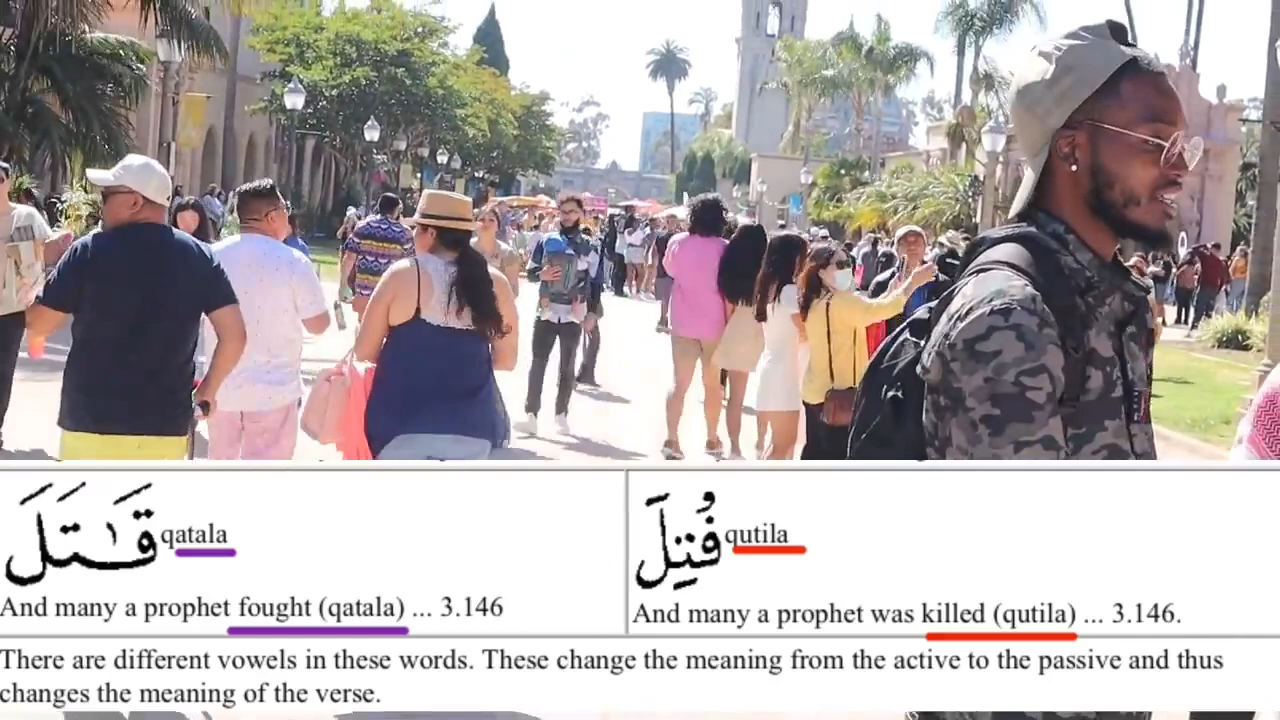 قَـٰتَلَ qatala
And many a prophet fought (qatala) ... 3.146
قُتِلَ qutila
And many a prophet was killed (qutila) ... 3.146.
There are different vowels in these words. These change the meaning from the active to the passive and thus
changes the meaning of the verse.